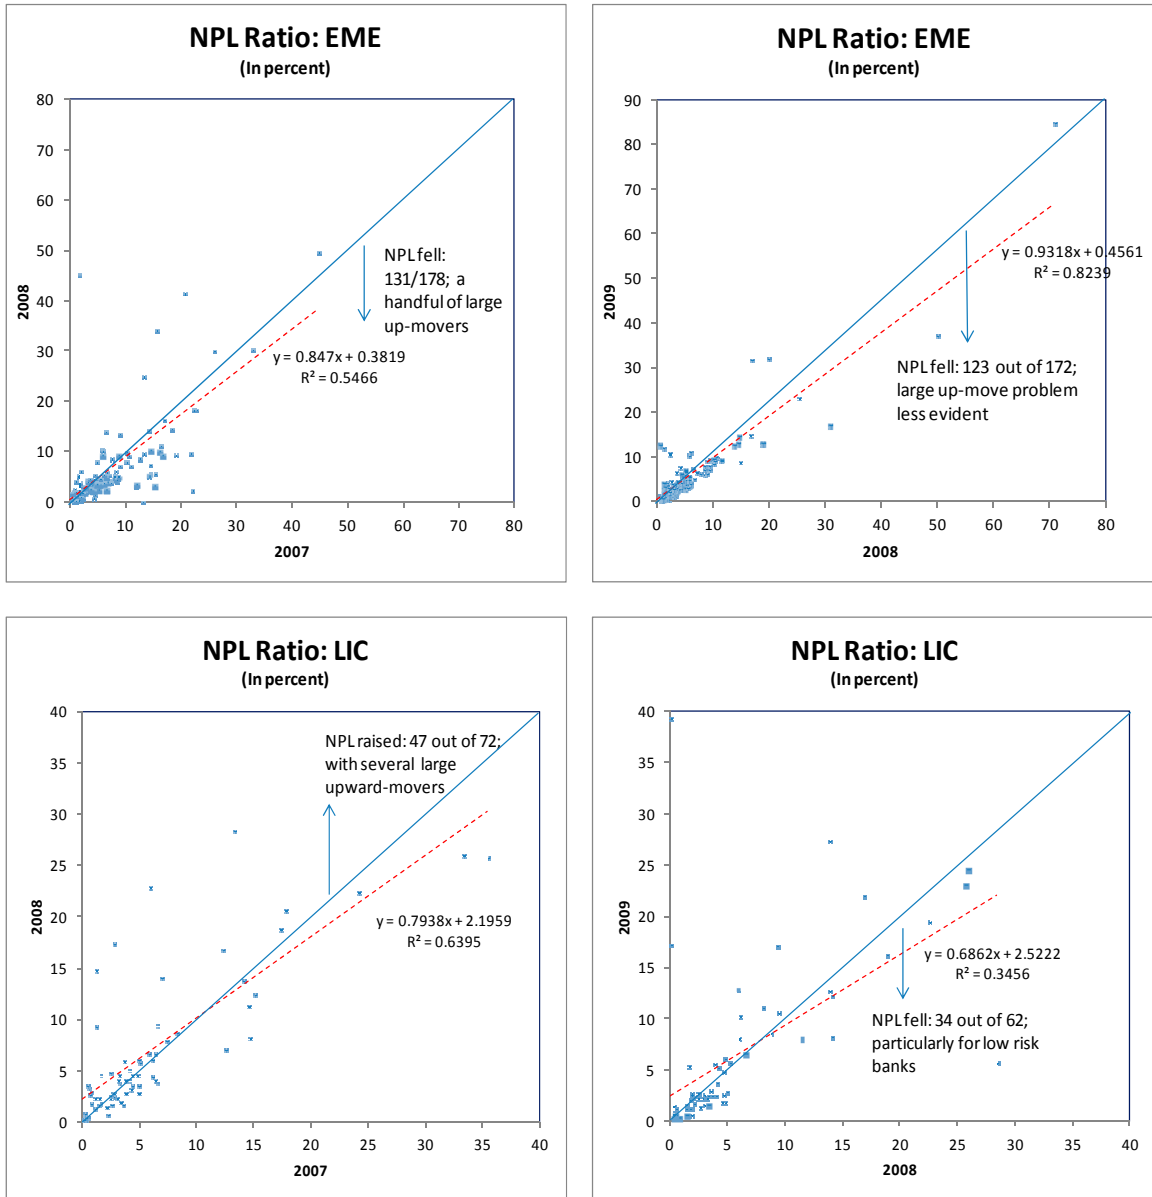 NPL Ratio: EME
(In percent)
80
70
60
50
40
30
20
10
0
2008
NPL fell:
131/178; a
handful of large
up-movers
y = 0.847x + 0.3819
R² = 0.5466
0 10 20 30 40 50 60 70 80
2007
NPL Ratio: EME
(In percent)
90
80
70
60
50
40
30
20
10
0
2009
y = 0.9318x + 0.4561
R² = 0.8239
NPL fell: 123 out of 172;
large up-move problem
less evident
0 10 20 30 40 50 60 70 80
2008
NPL Ratio: LIC
(In percent)
40
35
30
25
20
15
10
5
0
2008
NPL raised: 47 out of 72;
with several large
upward-movers
y = 0.7938x + 2.1959
R² = 0.6395
0 5 10 15 20 25 30 35 40
2007
NPL Ratio: LIC
(In percent)
40
35
30
25
20
15
10
5
0
2009
y = 0.6862x + 2.5222
R² = 0.3456
NPL fell: 34 out of 62;
particularly for low risk
banks
0 5 10 15 20 25 30 35 40
2008